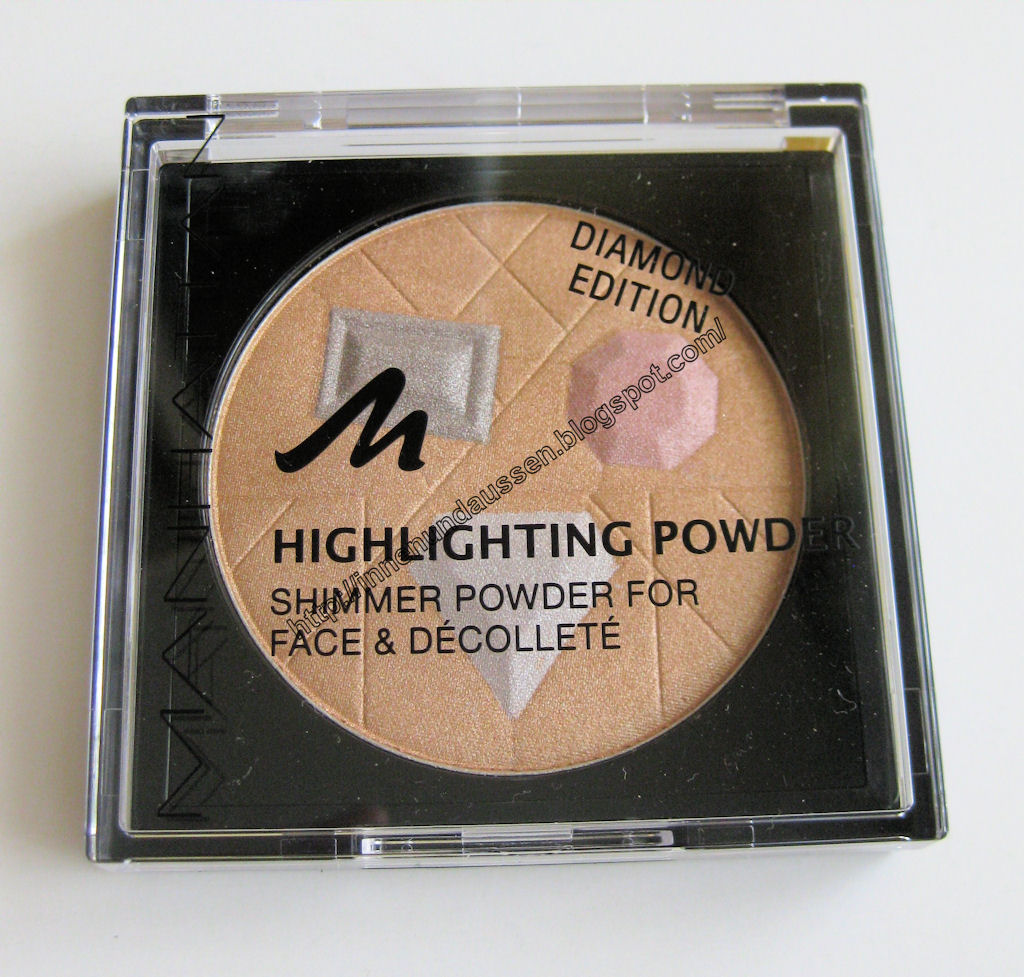 MANHATTAN
DIAMOND
EDITION
M
HIGHLIGHTING POWDER
SHIMMER POWDER FOR
FACE & DÉCOLLETÉ
http://innenundaussen.blogspot.com/